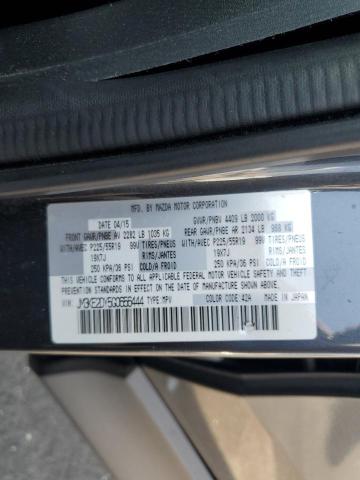 MFD. BY MAZDA MOTOR CORPORATION
DATE 04/15 GVWR/PNBV 4409 LB 2000 KG
FRONT GAWR/PNBE AV 2282 LB 1035 KG REAR GAWR/PNBE AR 2134 LB 968 KG
WITH/AVEC P225/55R19 99V TIRES/PNEUS WITH/AVEC P225/55R19 99V TIRES/PNEUS
19X7J RIMS/JANTES 19X7J RIMS/JANTES
250 KPA/36 PSI COLD/A FROID 250 KPA/36 PSI COLD/A FROID
THIS VEHICLE CONFORMS TO ALL APPLICABLE FEDERAL MOTOR VEHICLE SAFETY, BUMPER
AND THEFT PREVENTION STANDARDS IN EFFECT ON THE DATE OF MANUFACTURE
SHOWN ABOVE.
VIN: TYPE MPV COLOR CODE: 42A MADE IN JAPAN